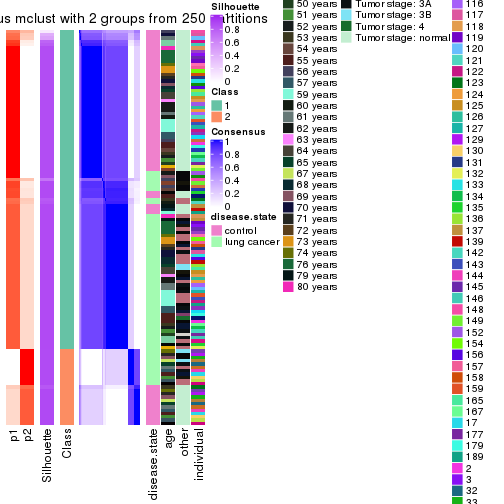 us mclust with 2 groups from 250 partitions
p1
p2
Silhouette
Class
disease.state
age
other
individual
Silhouette
1
0.8
0.6
0.4
0.2
0
Class
1
2
Consensus
1
0.8
0.6
0.4
0.2
0
disease.state
control
lung cancer
50 years
51 years
52 years
53 years
54 years
55 years
56 years
57 years
59 years
60 years
61 years
62 years
63 years
64 years
65 years
67 years
68 years
69 years
70 years
71 years
72 years
73 years
74 years
76 years
79 years
80 years
Tumor stage: 3A
Tumor stage: 3B
Tumor stage: 4
Tumor stage: normal
116
117
118
119
120
121
122
123
124
125
126
127
129
130
131
132
133
134
135
136
137
139
142
143
144
145
146
148
149
152
154
156
157
158
159
165
167
17
177
179
189
2
3
32
33